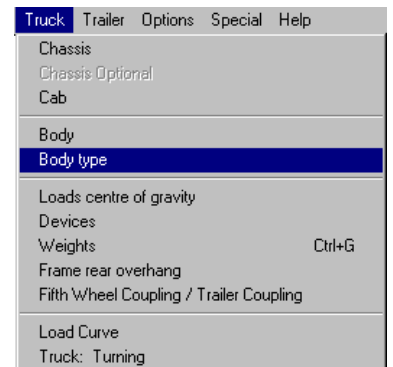 Truck Trailer Options Special Help
Chassis
Chassis Optional
Cab
Body
Body type
Loads centre of gravity
Devices
Weights Ctrl+G
Frame rear overhang
Fifth Wheel Coupling / Trailer Coupling
Load Curve
Truck: Turning